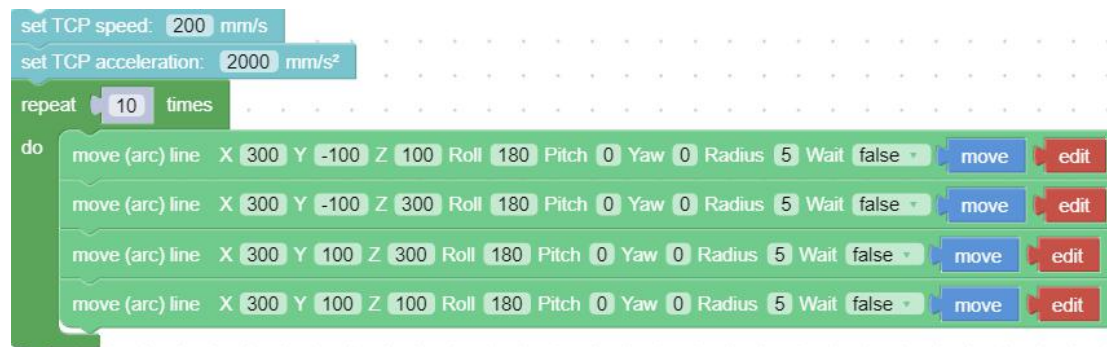 set TCP speed: 200 mm/s
set TCP acceleration: 2000 mm/s²
repeat 10 times
do move (arc) line X 300 Y -100 Z 100 Roll 180 Pitch 0 Yaw 0 Radius 5 Wait false move edit
move (arc) line X 300 Y -100 Z 300 Roll 180 Pitch 0 Yaw 0 Radius 5 Wait false move edit
move (arc) line X 300 Y 100 Z 300 Roll 180 Pitch 0 Yaw 0 Radius 5 Wait false move edit
move (arc) line X 300 Y 100 Z 100 Roll 180 Pitch 0 Yaw 0 Radius 5 Wait false move edit